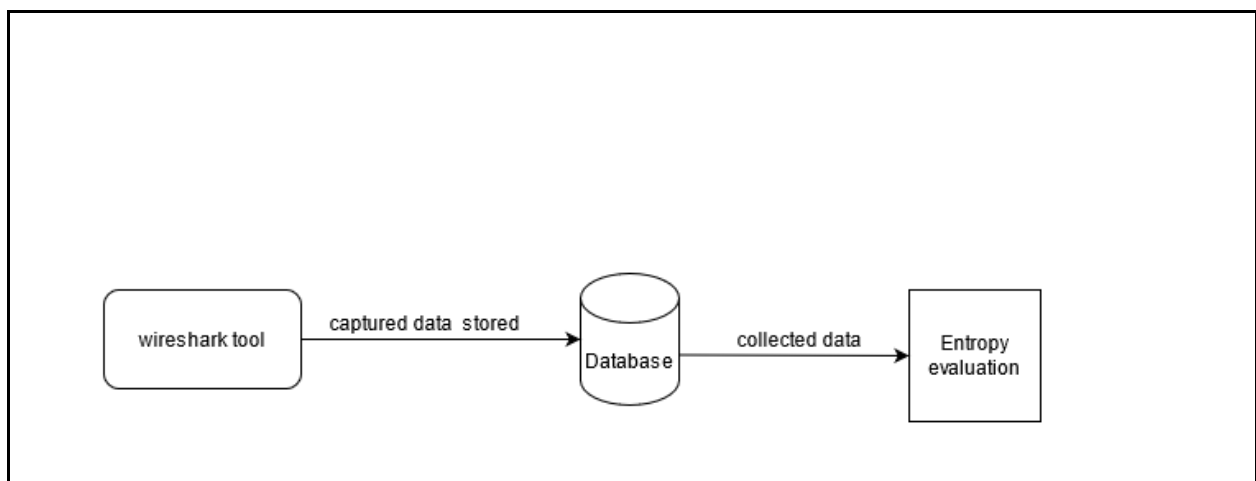 wireshark tool
captured data  stored
Database
collected data
Entropy
evaluation